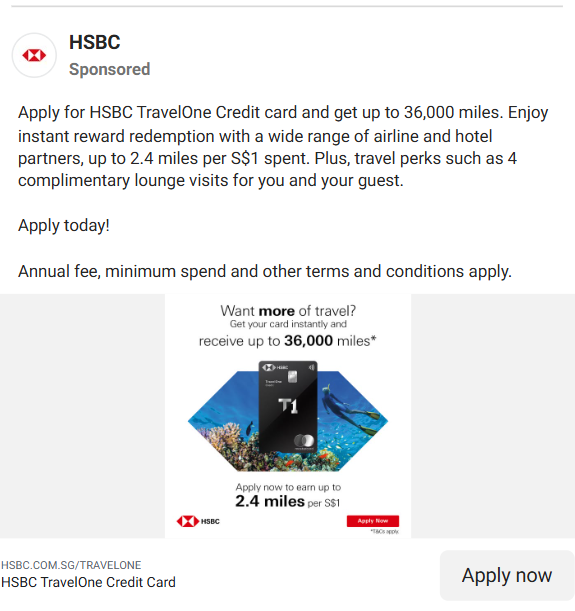 HSBC
Sponsored
Apply for HSBC TravelOne Credit card and get up to 36,000 miles. Enjoy
instant reward redemption with a wide range of airline and hotel
partners, up to 2.4 miles per S$1 spent. Plus, travel perks such as 4
complimentary lounge visits for you and your guest.
Apply today!
Annual fee, minimum spend and other terms and conditions apply.
Want more of travel?
Get your card instantly and
receive up to 36,000 miles*
HSBC
TravelOne
T1
Apply now to earn up to
2.4 miles per S$1
HSBC
Apply Now
*T&Cs apply.
HSBC.COM.SG/TRAVELONE
HSBC TravelOne Credit Card
Apply now